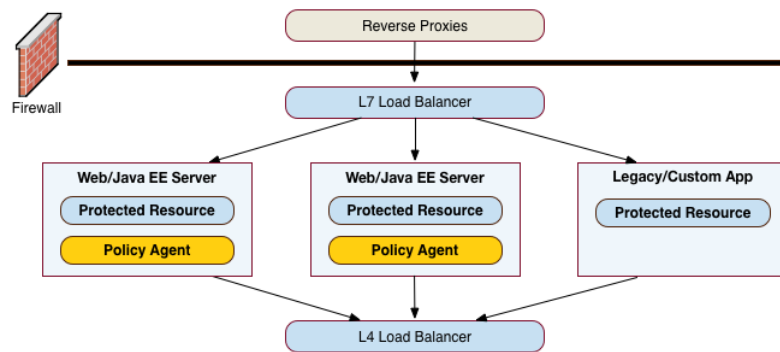 Reverse Proxies
Firewall
L7 Load Balancer
Web/Java EE Server
Protected Resource
Policy Agent
Web/Java EE Server
Protected Resource
Policy Agent
Legacy/Custom App
Protected Resource
L4 Load Balancer